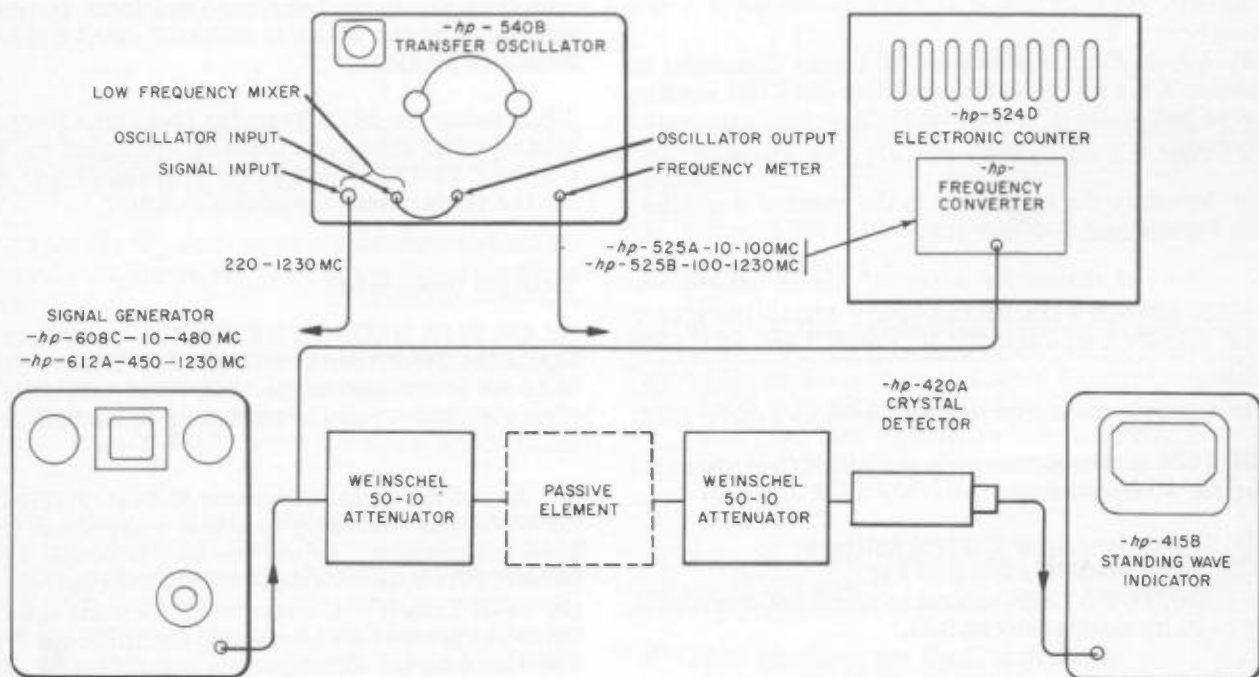 -hp- 540B
TRANSFER OSCILLATOR
LOW FREQUENCY MIXER
OSCILLATOR INPUT
SIGNAL INPUT
OSCILLATOR OUTPUT
FREQUENCY METER
220-1230 MC
-hp-524D
ELECTRONIC COUNTER
-hp-
FREQUENCY
CONVERTER
-hp-525A-10-100MC
-hp-525B-100-1230MC
SIGNAL GENERATOR
-hp-608C-10-480 MC
-hp-612A-450-1230MC
WEINSCHEL
50-10
ATTENUATOR
PASSIVE
ELEMENT
WEINSCHEL
50-10
ATTENUATOR
-hp-420A
CRYSTAL
DETECTOR
-hp-415B
STANDING WAVE
INDICATOR